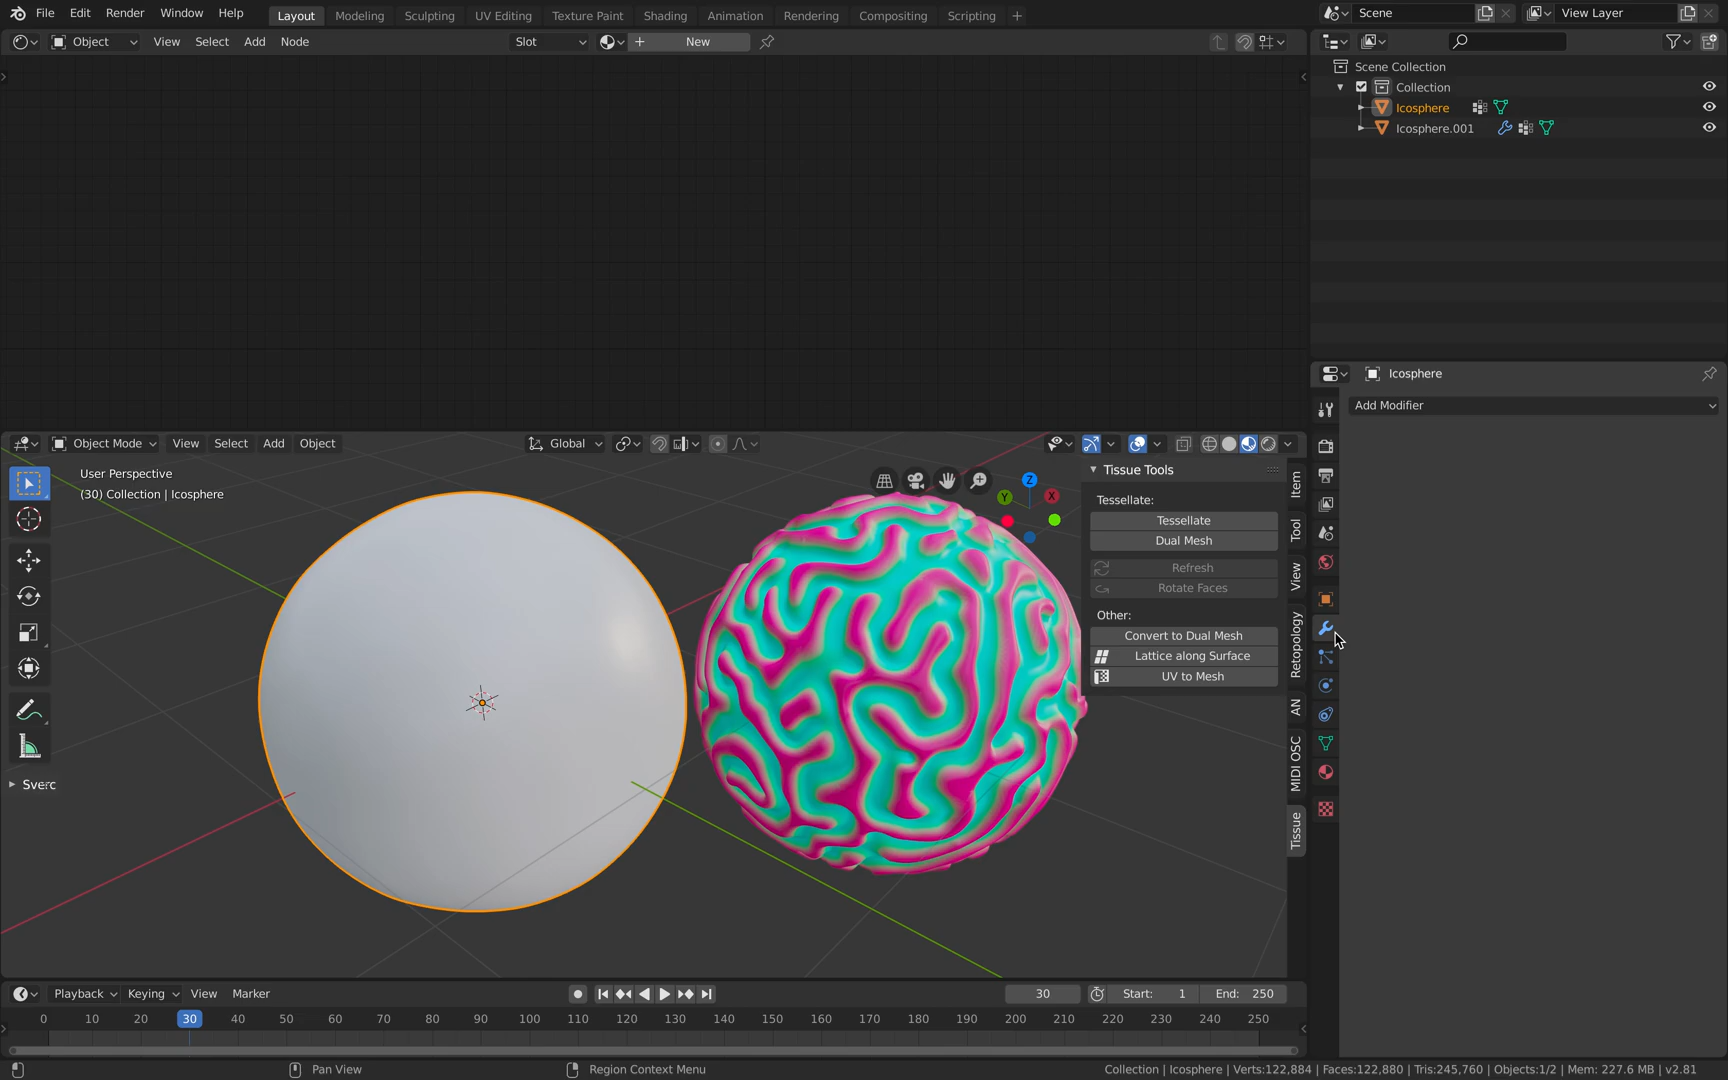 File Edit Render Window Help Layout Modeling Sculpting UV Editing Texture Paint Shading Animation Rendering Compositing Scripting + Scene View Layer
Object View Select Add Node Slot New
Scene Collection
Collection
Icosphere
Icosphere.001
Icosphere
Add Modifier
Object Mode View Select Add Object Global
User Perspective
(30) Collection | Icosphere
Tissue Tools
Tessellate:
Tessellate
Dual Mesh
Refresh
Rotate Faces
Other:
Convert to Dual Mesh
Lattice along Surface
UV to Mesh
Item
Tool
View
Retopology
AN
MIDI OSC
Tissue
X
Y
Z
Playback Keying View Marker 30 Start: 1 End: 250
0 10 20 30 40 50 60 70 80 90 100 110 120 130 140 150 160 170 180 190 200 210 220 230 240 250
Pan View Region Context Menu Collection | Icosphere | Verts:122,884 | Faces:122,880 | Tris:245,760 | Objects:1/2 | Mem: 227.6 MB | v2.81